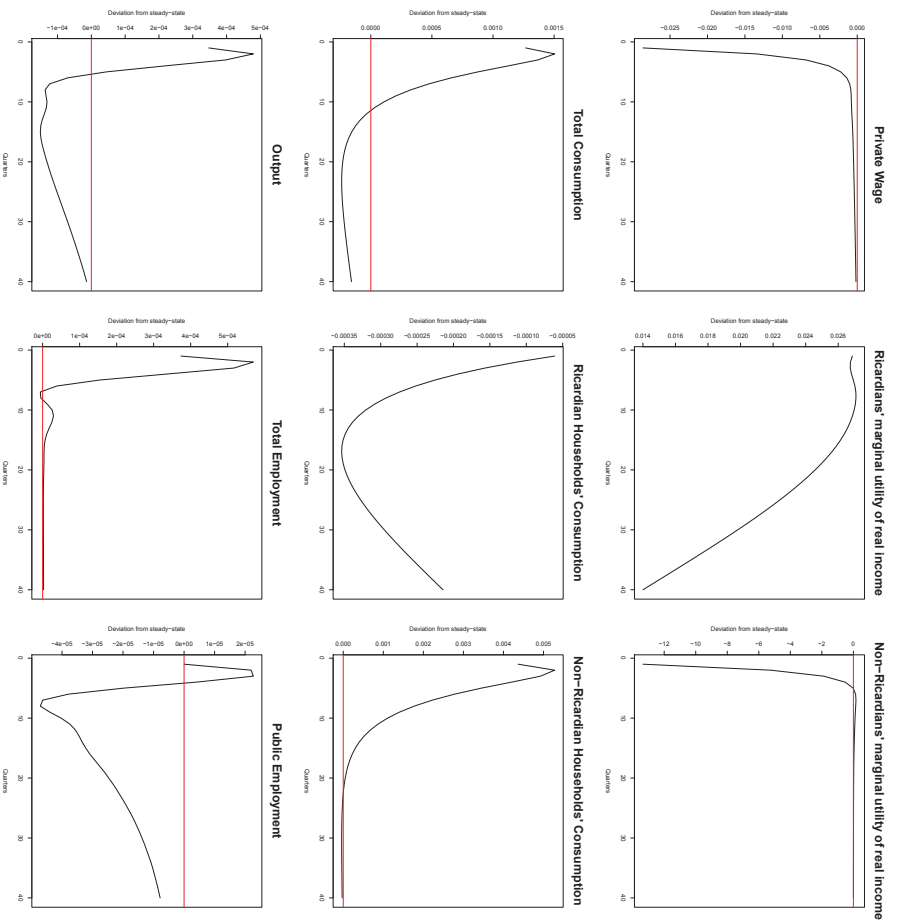 Private Wage
Deviation from steady−state
0.000
−0.005
−0.010
−0.015
−0.020
−0.025
0 10 20 30 40
Quarters
Ricardians' marginal utility of real income
Deviation from steady−state
0.026
0.024
0.022
0.020
0.018
0.016
0.014
0 10 20 30 40
Quarters
Non−Ricardians' marginal utility of real income
Deviation from steady−state
0
−2
−4
−6
−8
−10
−12
0 10 20 30 40
Quarters
Total Consumption
Deviation from steady−state
0.0015
0.0010
0.0005
0.0000
0 10 20 30 40
Quarters
Ricardian Households' Consumption
Deviation from steady−state
−0.00005
−0.00010
−0.00015
−0.00020
−0.00025
−0.00030
−0.00035
0 10 20 30 40
Quarters
Non−Ricardian Households' Consumption
Deviation from steady−state
0.005
0.004
0.003
0.002
0.001
0.000
0 10 20 30 40
Quarters
Output
Deviation from steady−state
5e−04
3e−04
2e−04
1e−04
0e+00
−1e−04
0 10 20 30 40
Quarters
Total Employment
Deviation from steady−state
5e−04
4e−04
3e−04
1e−04
0e+00
0 10 20 30 40
Quarters
Public Employment
Deviation from steady−state
2e−05
1e−05
0e+00
−1e−05
−3e−05
−4e−05
0 10 20 30 40
Quarters